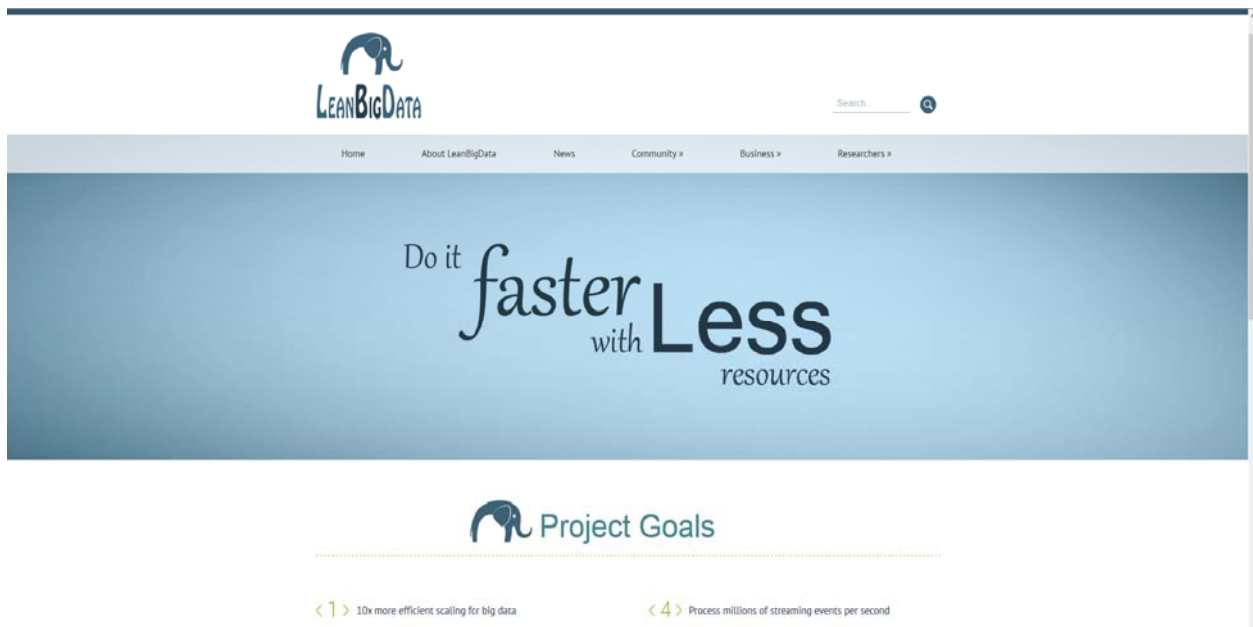 LEANBIGDATA
Search..
Home About LeanBigData News Community » Business » Researchers »
Do it faster with Less resources
Project Goals
< 1 > 10x more efficient scaling for big data
< 4 > Process millions of streaming events per second